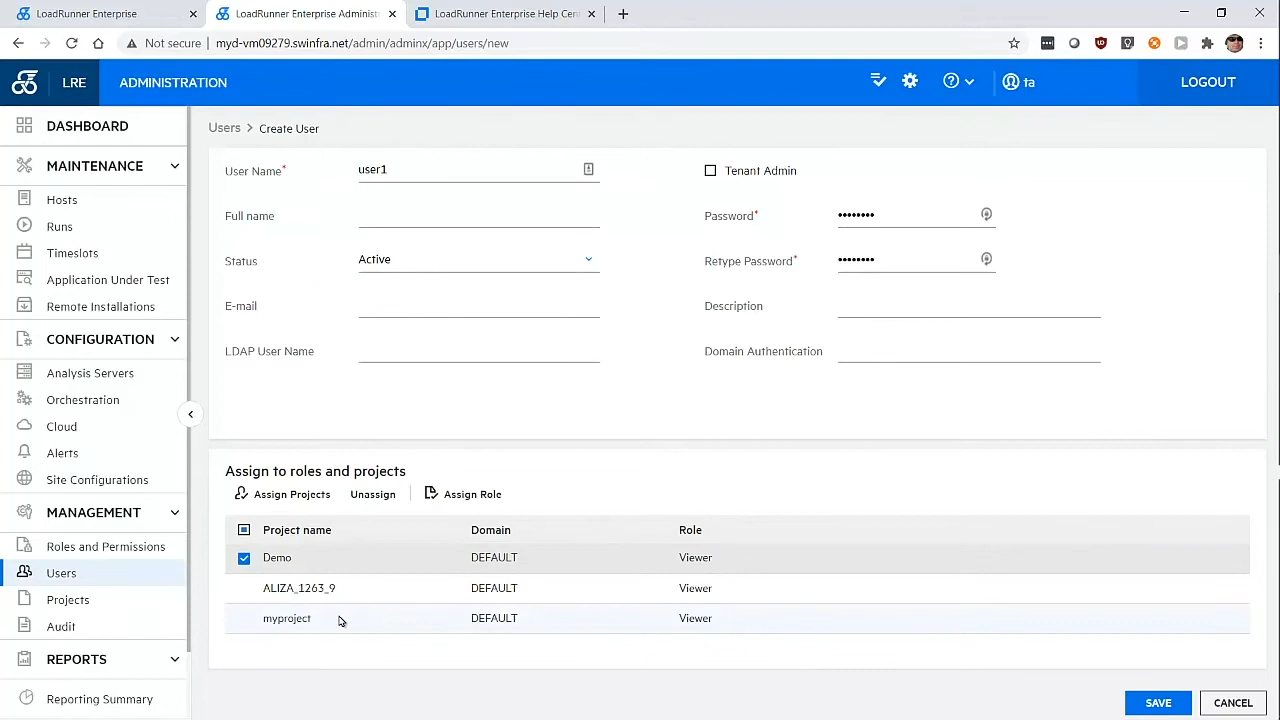 LoadRunner Enterprise
LoadRunner Enterprise Administ
LoadRunner Enterprise Help Cen
Not secure | myd-vm09279.swinfra.net/admin/adminx/app/users/new
LRE
ADMINISTRATION
ta
LOGOUT
DASHBOARD
MAINTENANCE
Hosts
Runs
Timeslots
Application Under Test
Remote Installations
CONFIGURATION
Analysis Servers
Orchestration
Cloud
Alerts
Site Configurations
MANAGEMENT
Roles and Permissions
Users
Projects
Audit
REPORTS
Reporting Summary
Users > Create User
User Name* user1
Tenant Admin
Full name
Password* ••••••••
Status Active
Retype Password* ••••••••
E-mail
Description
LDAP User Name
Domain Authentication
Assign to roles and projects
Assign Projects Unassign Assign Role
Project name Domain Role
Demo DEFAULT Viewer
ALIZA_1263_9 DEFAULT Viewer
myproject DEFAULT Viewer
SAVE CANCEL